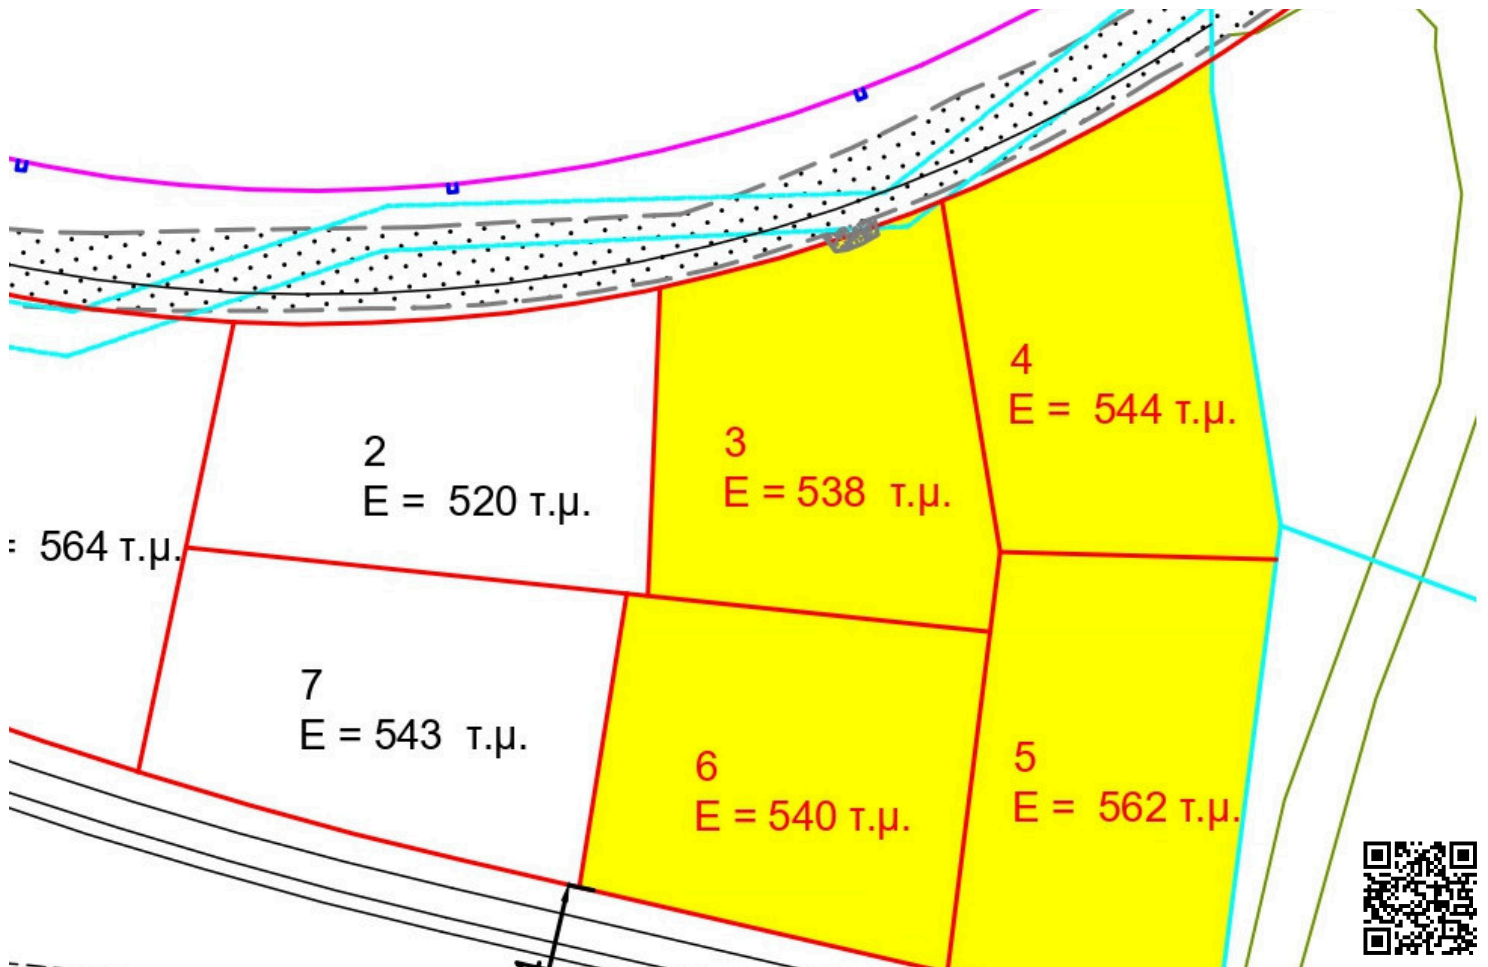 4
E = 544 τ.μ.
3
E = 538 τ.μ.
2
E = 520 τ.μ.
= 564 τ.μ.
7
E = 543 τ.μ.
6
E = 540 τ.μ.
5
E = 562 τ.μ.